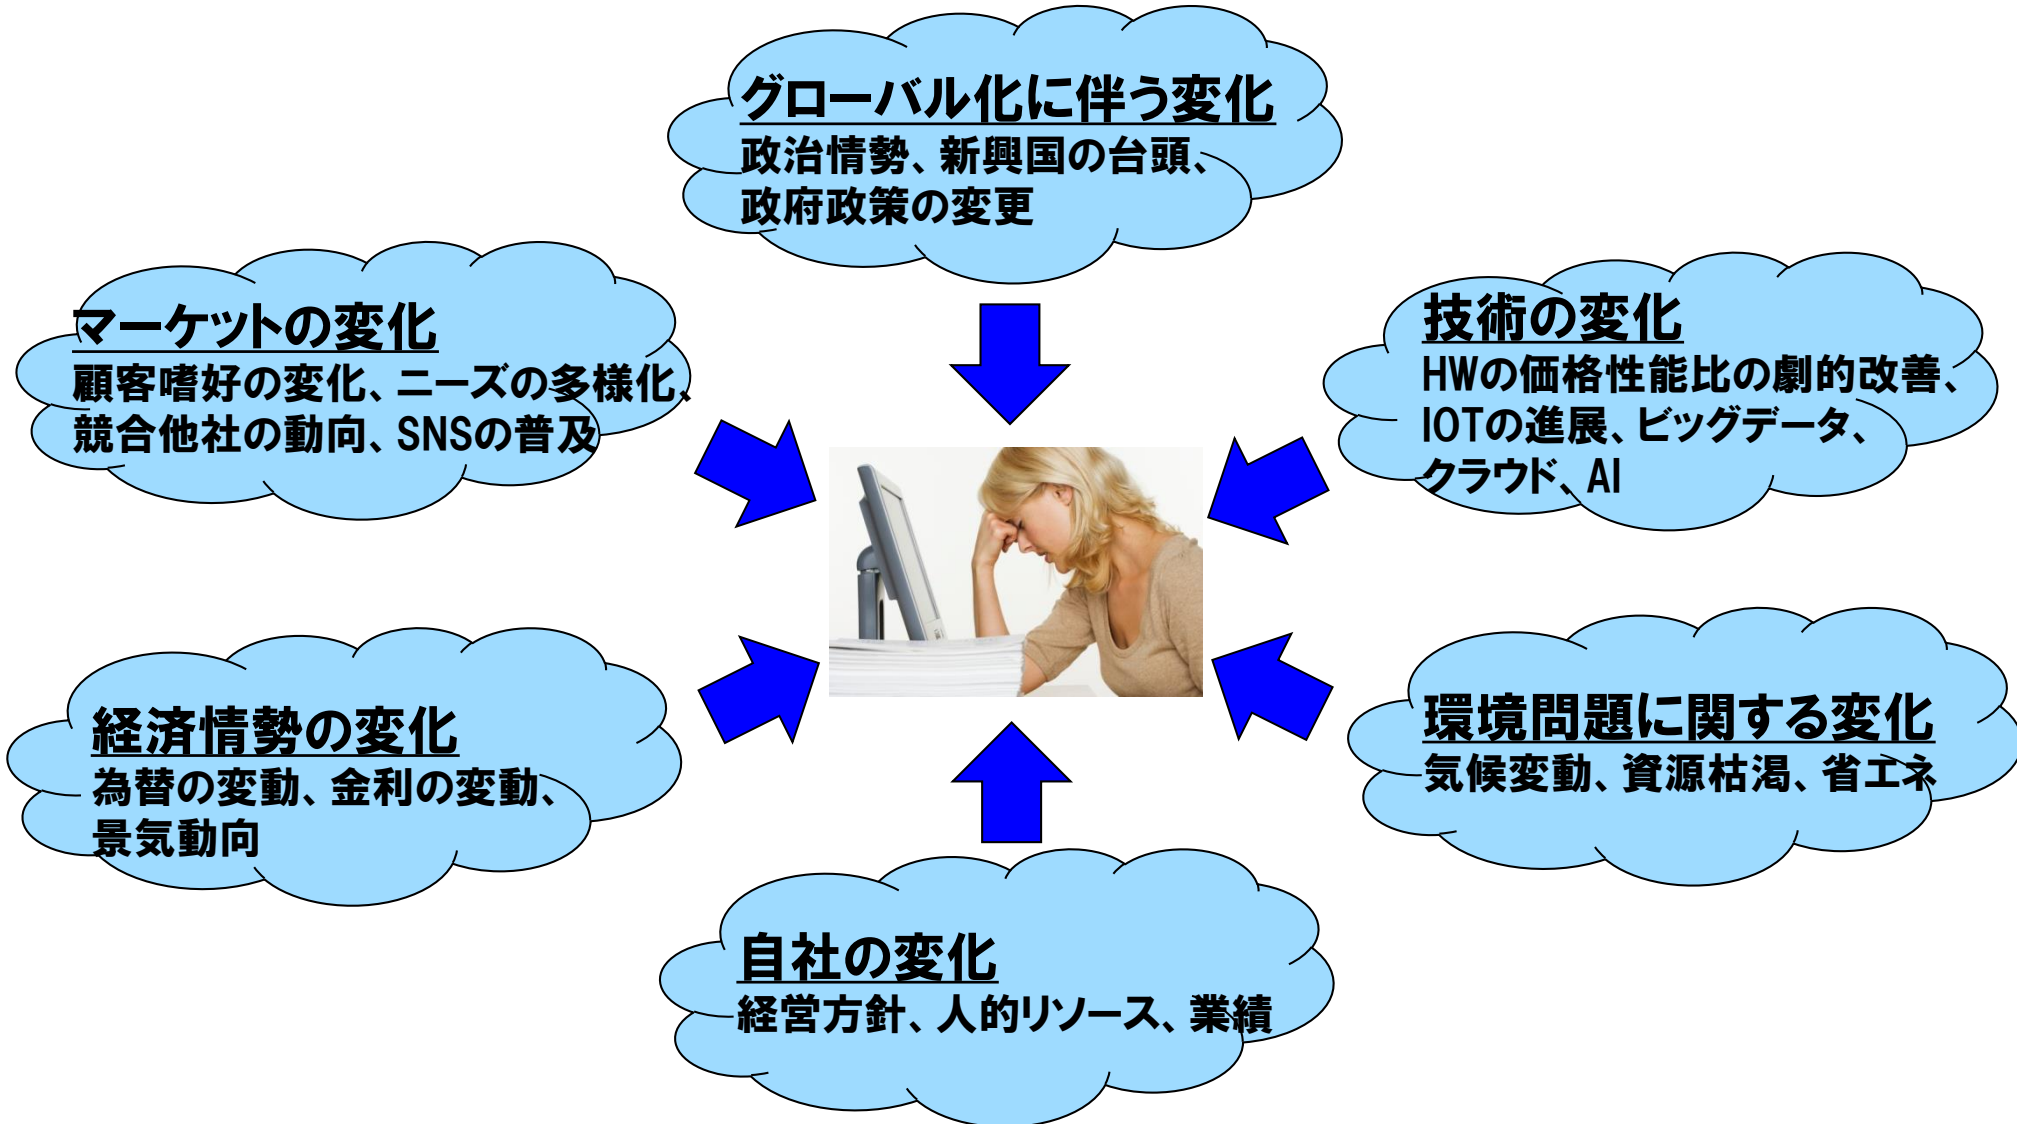 グローバル化に伴う変化
政治情勢、新興国の台頭、
政府政策の変更
マーケットの変化
顧客嗜好の変化、ニーズの多様化、
競合他社の動向、SNSの普及
技術の変化
HWの価格性能比の劇的改善、
IOTの進展、ビッグデータ、
クラウド、AI
経済情勢の変化
為替の変動、金利の変動、
景気動向
環境問題に関する変化
気候変動、資源枯渇、省エネ
自社の変化
経営方針、人的リソース、業績